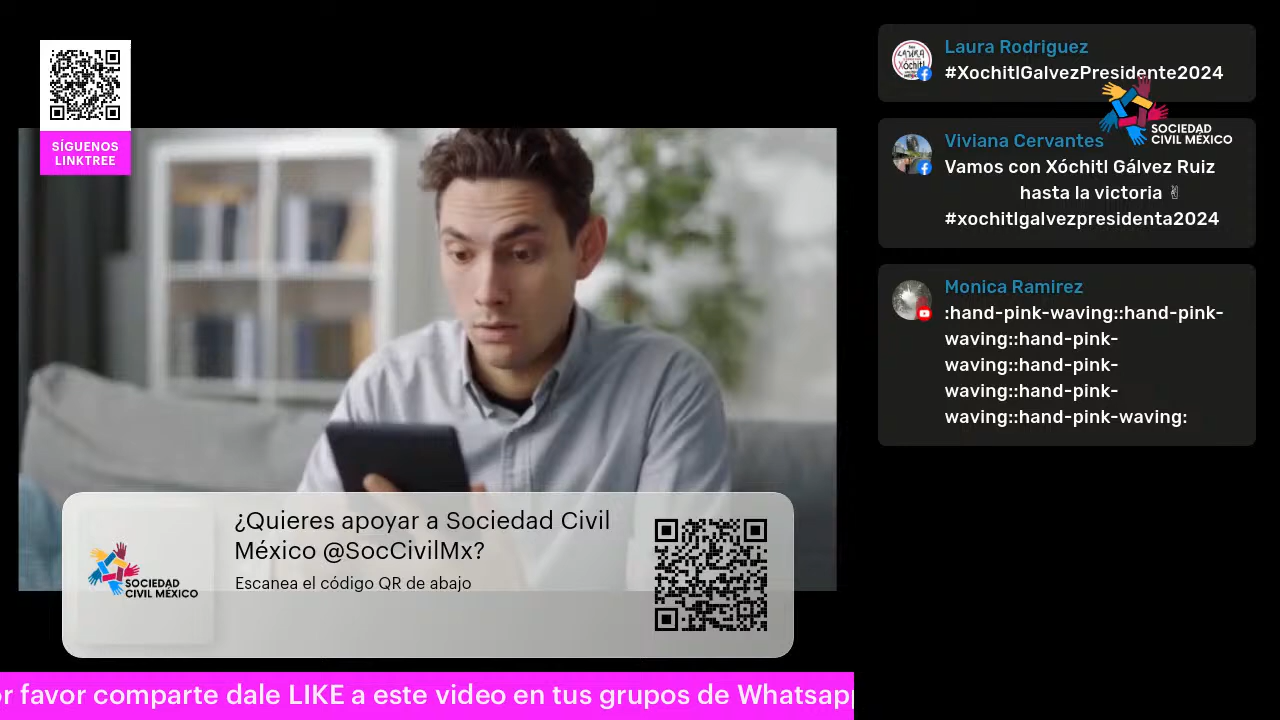 SÍGUENOS
LINKTREE
Laura Rodriguez
#XochitlGalvezPresidente2024
SOCIEDAD
CIVIL MÉXICO
Viviana Cervantes
Vamos con Xóchitl Gálvez Ruiz
hasta la victoria ✌
#xochitlgalvezpresidenta2024
Monica Ramirez
:hand-pink-waving::hand-pink-
waving::hand-pink-
waving::hand-pink-
waving::hand-pink-
waving::hand-pink-waving:
¿Quieres apoyar a Sociedad Civil
México @SocCivilMx?
Escanea el código QR de abajo
SOCIEDAD
CIVIL MÉXICO
r favor comparte dale LIKE a este video en tus grupos de Whatsapp